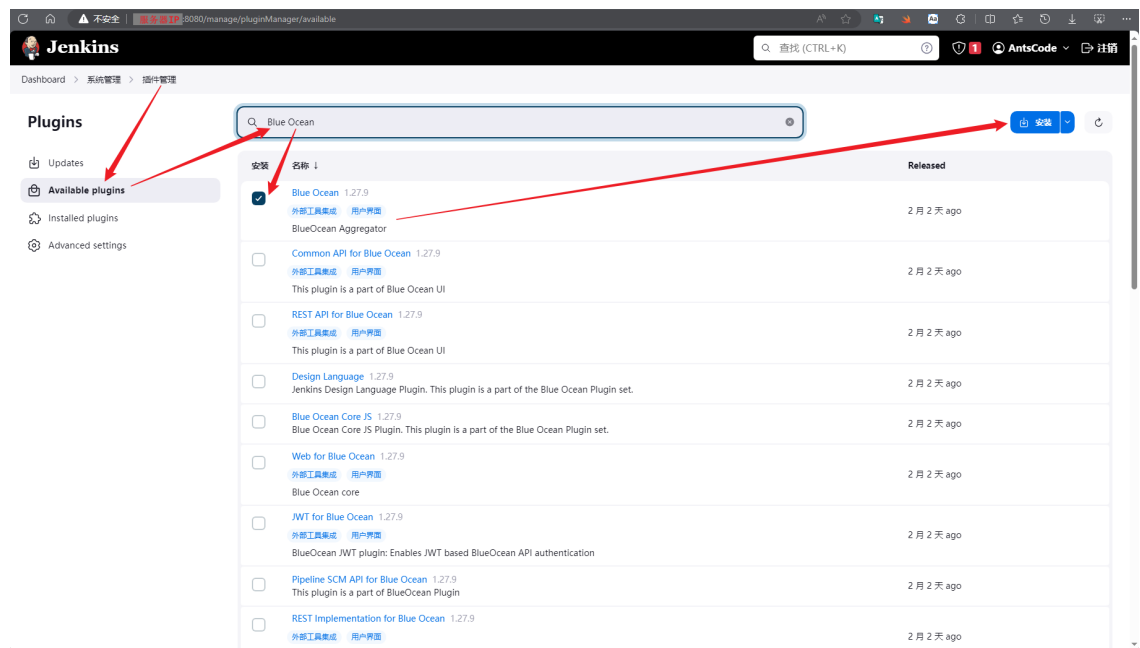 不安全
服务器IP:8080/manage/pluginManager/available
Jenkins
查找 (CTRL+K)
1
AntsCode
注销
Dashboard > 系统管理 > 插件管理
Plugins
Blue Ocean
安装
Updates
Available plugins
Installed plugins
Advanced settings
安装 名称 ↓ Released
Blue Ocean 1.27.9
外部工具集成 用户界面
BlueOcean Aggregator
2 月 2 天 ago
Common API for Blue Ocean 1.27.9
外部工具集成 用户界面
This plugin is a part of Blue Ocean UI
2 月 2 天 ago
REST API for Blue Ocean 1.27.9
外部工具集成 用户界面
This plugin is a part of Blue Ocean UI
2 月 2 天 ago
Design Language 1.27.9
Jenkins Design Language Plugin. This plugin is a part of the Blue Ocean Plugin set.
2 月 2 天 ago
Blue Ocean Core JS 1.27.9
Blue Ocean Core JS Plugin. This plugin is a part of the Blue Ocean Plugin set.
2 月 2 天 ago
Web for Blue Ocean 1.27.9
外部工具集成 用户界面
Blue Ocean core
2 月 2 天 ago
JWT for Blue Ocean 1.27.9
外部工具集成 用户界面
BlueOcean JWT plugin: Enables JWT based BlueOcean API authentication
2 月 2 天 ago
Pipeline SCM API for Blue Ocean 1.27.9
This plugin is a part of BlueOcean Plugin
2 月 2 天 ago
REST Implementation for Blue Ocean 1.27.9
外部工具集成 用户界面
2 月 2 天 ago